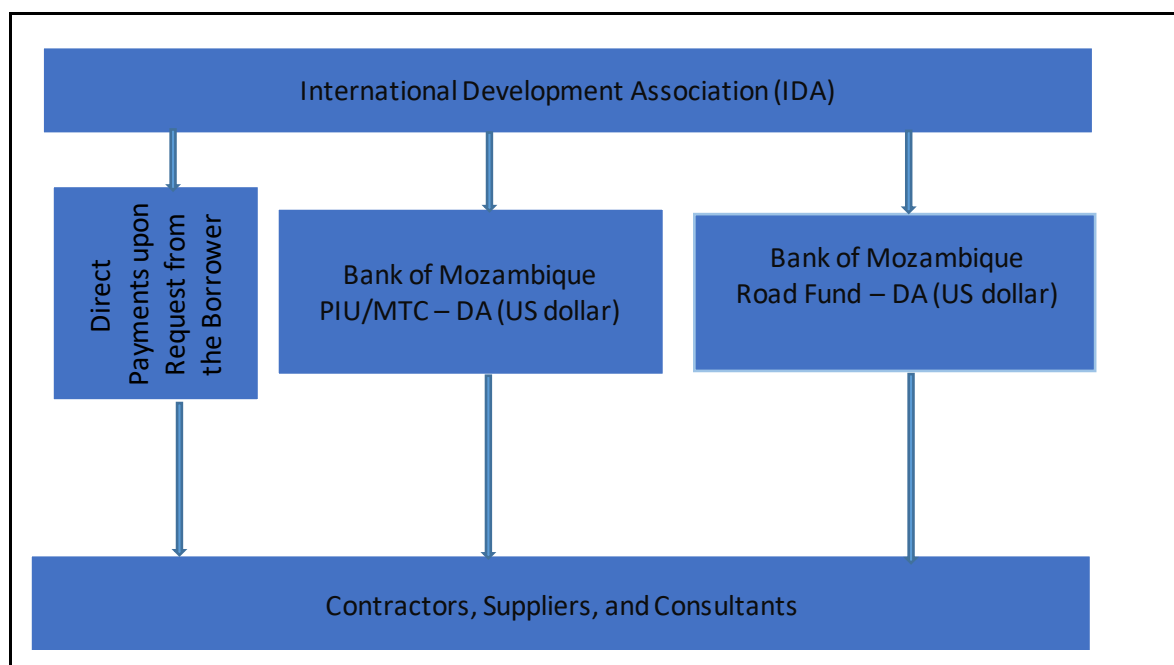 International Development Association (IDA)
Direct
Payments upon
Request from
the Borrower
Bank of Mozambique
PIU/MTC – DA (US dollar)
Bank of Mozambique
Road Fund – DA (US dollar)
Contractors, Suppliers, and Consultants